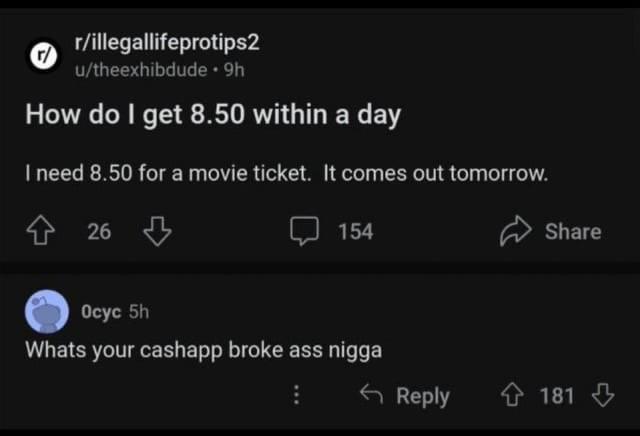 r/
r/illegallifeprotips2
u/theexhibdude • 9h
How do I get 8.50 within a day
I need 8.50 for a movie ticket. It comes out tomorrow.
26
154
Share
0cyc 5h
Whats your cashapp broke ass nigga
Reply
181